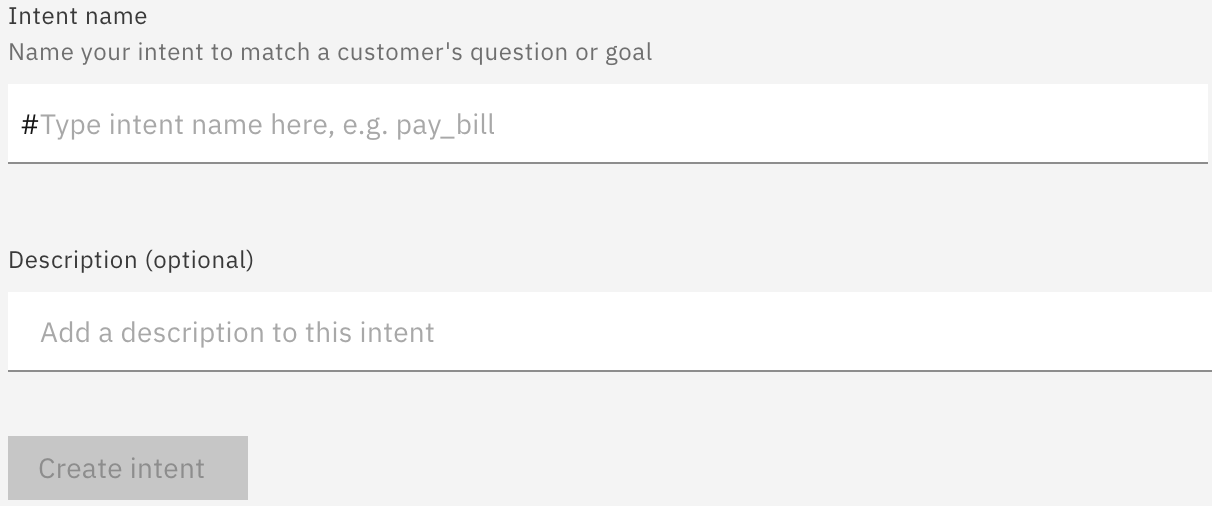 Intent name
Name your intent to match a customer's question or goal
#Type intent name here, e.g. pay_bill
Description (optional)
Add a description to this intent
Create intent